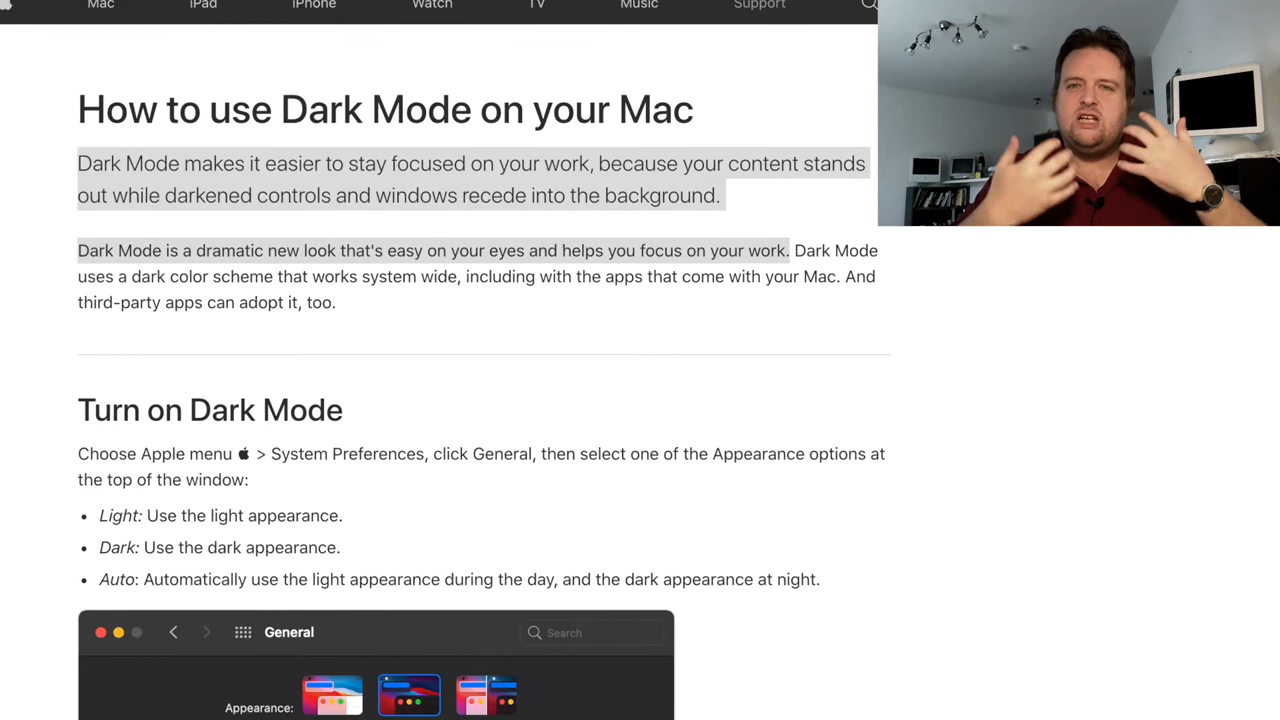 Mac iPad iPhone Watch TV Music Support
How to use Dark Mode on your Mac
Dark Mode makes it easier to stay focused on your work, because your content stands
out while darkened controls and windows recede into the background.
Dark Mode is a dramatic new look that's easy on your eyes and helps you focus on your work. Dark Mode
uses a dark color scheme that works system wide, including with the apps that come with your Mac. And
third-party apps can adopt it, too.
Turn on Dark Mode
Choose Apple menu > System Preferences, click General, then select one of the Appearance options at
the top of the window:
• Light: Use the light appearance.
• Dark: Use the dark appearance.
• Auto: Automatically use the light appearance during the day, and the dark appearance at night.
General Search
Appearance: